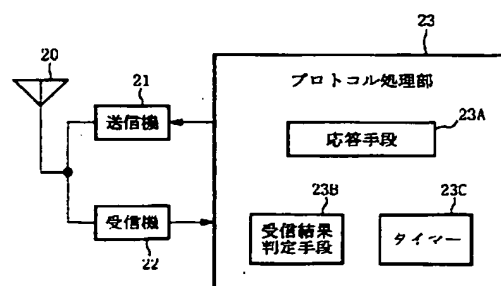 23
20
プロトコル処理部
21
送信機
23A
応答手段
23B
23C
受信結果
判定手段
タイマー
受信機
22